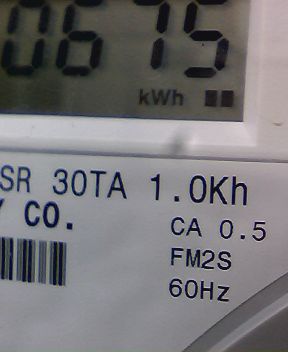 0675
kWh
SR 30TA 1.0Kh
Y CO.
CA 0.5
FM2S
60Hz